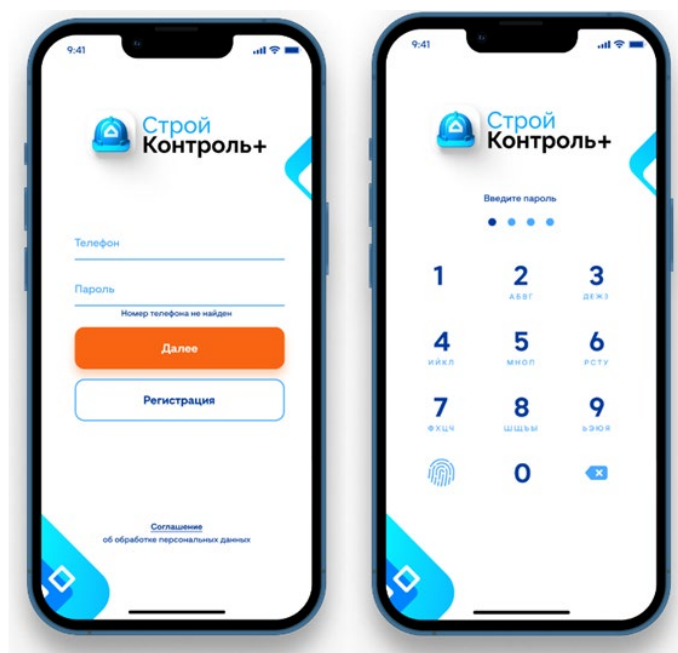 9:41
Строй
Контроль+
Телефон
Пароль
Номер телефона не найден
Далее
Регистрация
Соглашение
об обработке персональных данных
9:41
Строй
Контроль+
Введите пароль
1 2 3
АБВГ ДЕЖЗ
4 5 6
ИЙКЛ МНОП РСТУ
7 8 9
ФХЦЧ ШЩЪЫ ЬЭЮЯ
0